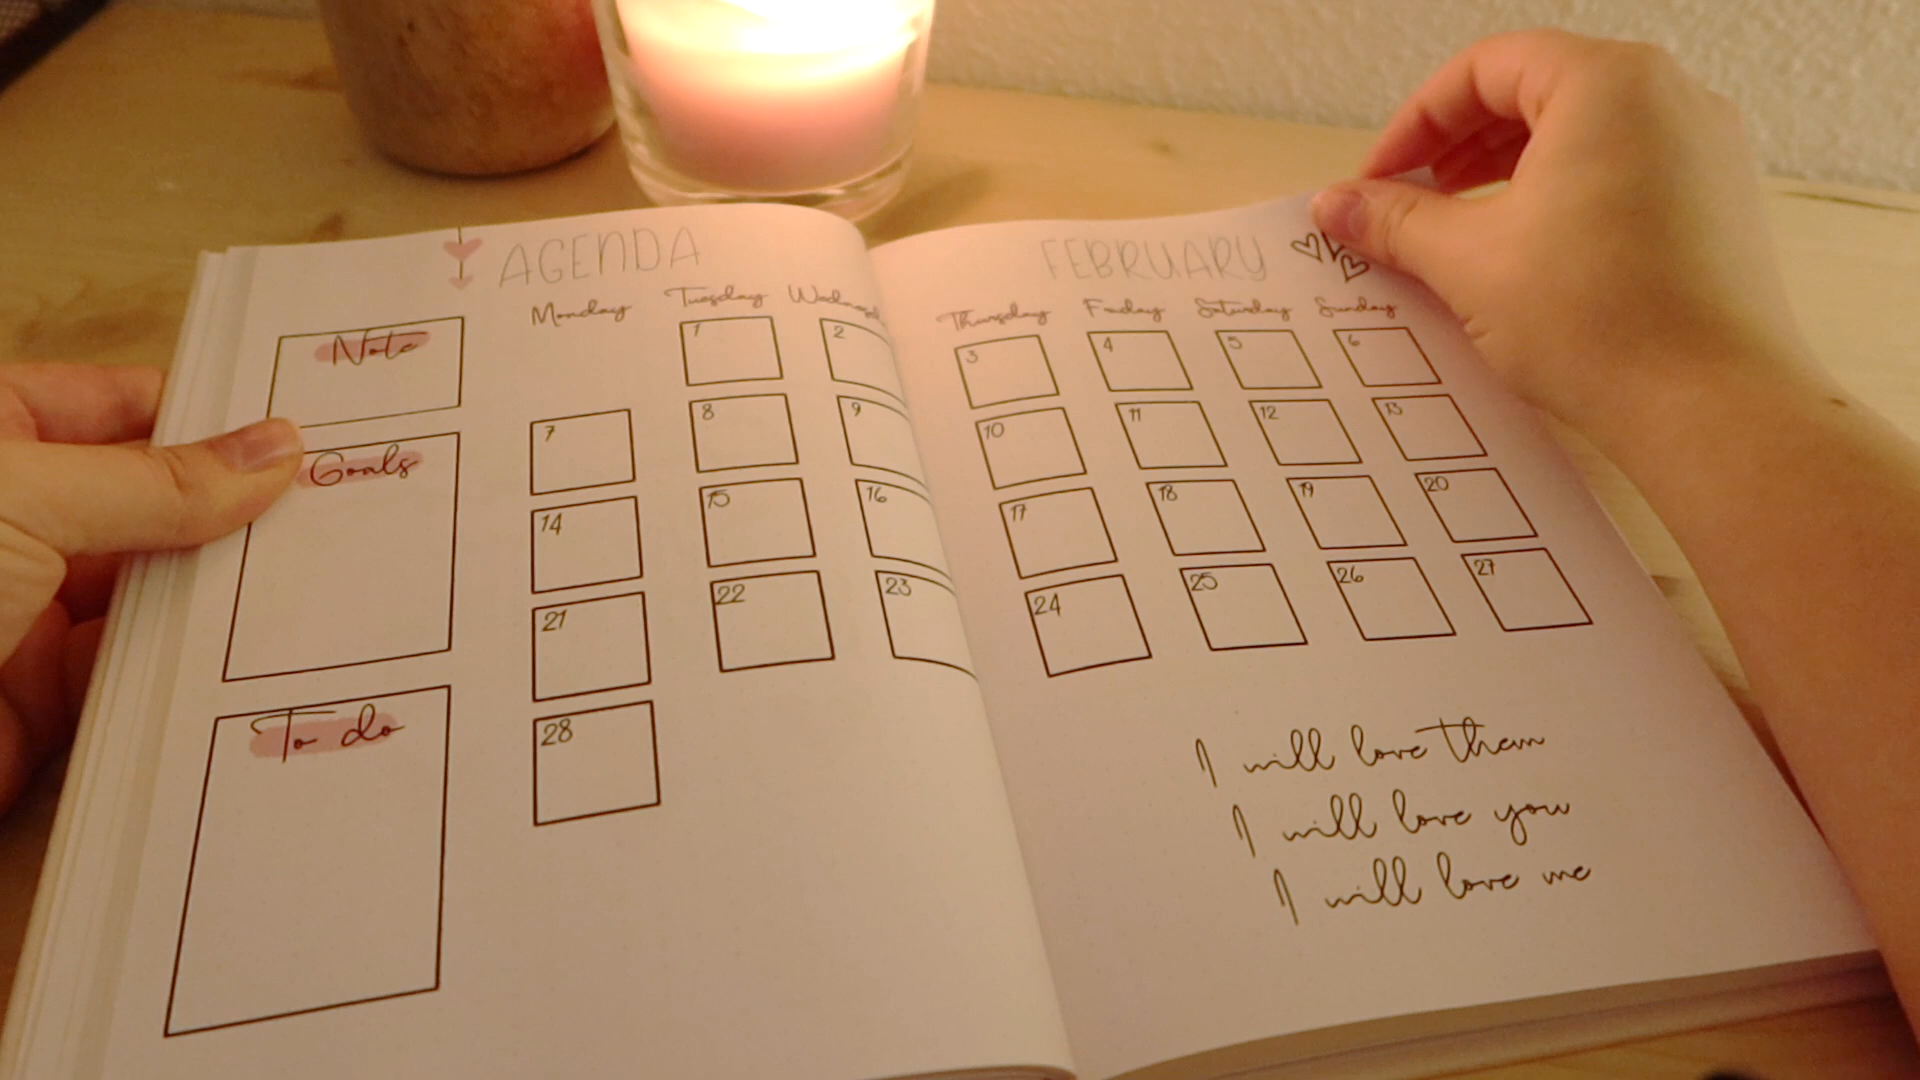 AGENDA FEBRUARY
Monday Tuesday Wednesd Thursday Friday Saturday Sunday
1 2 3 4 5 6
7 8 9 10 11 12 13
14 15 16 17 18 19 20
21 22 23 24 25 26 27
28
Note
Goals
To do
I will love them
I will love you
I will love me